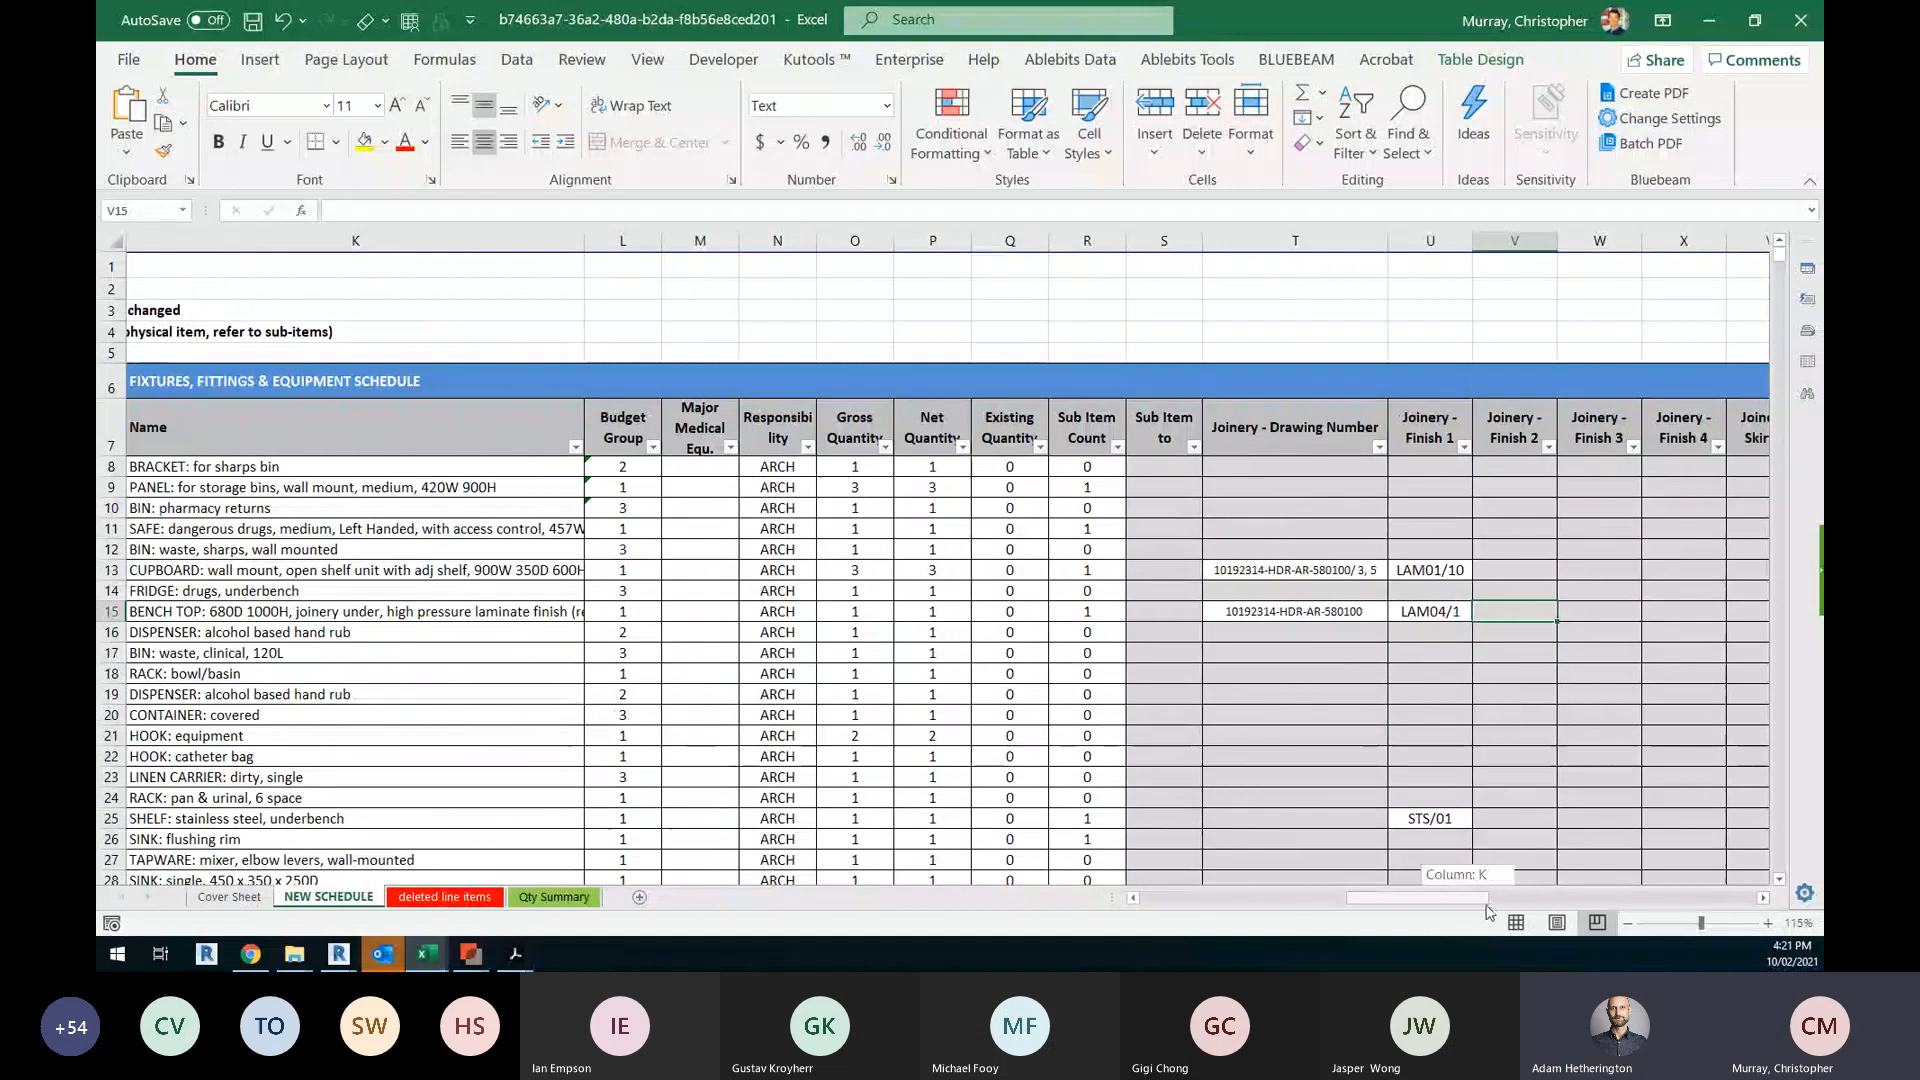 AutoSave Off b74663a7-36a2-480a-b2da-f8b56e8ced201 - Excel Search Murray, Christopher
File Home Insert Page Layout Formulas Data Review View Developer Kutools ™ Enterprise Help Ablebits Data Ablebits Tools BLUEBEAM Acrobat Table Design Share Comments
Calibri 11 Wrap Text Text Create PDF
Paste Conditional Format as Cell Insert Delete Format Sort & Find & Ideas Sensitivity Change Settings
Merge & Center Formatting Table Styles Filter Select Batch PDF
Clipboard Font Alignment Number Styles Cells Editing Ideas Sensitivity Bluebeam
V15 fx
K L M N O P Q R S T U V W X
1
2
3 changed
4 physical item, refer to sub-items)
5
6 FIXTURES, FITTINGS & EQUIPMENT SCHEDULE
7 Name Budget Group Major Medical Equ. Responsibi lity Gross Quantity Net Quantity Existing Quantity Sub Item Count Sub Item to Joinery - Drawing Number Joinery - Finish 1 Joinery - Finish 2 Joinery - Finish 3 Joinery - Finish 4
8 BRACKET: for sharps bin 2 ARCH 1 1 0 0
9 PANEL: for storage bins, wall mount, medium, 420W 900H 1 ARCH 3 3 0 1
10 BIN: pharmacy returns 3 ARCH 1 1 0 0
11 SAFE: dangerous drugs, medium, Left Handed, with access control, 457W 1 ARCH 1 1 0 1
12 BIN: waste, sharps, wall mounted 3 ARCH 1 1 0 0
13 CUPBOARD: wall mount, open shelf unit with adj shelf, 900W 350D 600H 1 ARCH 3 3 0 1 10192314-HDR-AR-580100/ 3, 5 LAM01/10
14 FRIDGE: drugs, underbench 3 ARCH 1 1 0 0
15 BENCH TOP: 680D 1000H, joinery under, high pressure laminate finish (re 1 ARCH 1 1 0 1 10192314-HDR-AR-580100 LAM04/1
16 DISPENSER: alcohol based hand rub 2 ARCH 1 1 0 0
17 BIN: waste, clinical, 120L 3 ARCH 1 1 0 0
18 RACK: bowl/basin 1 ARCH 1 1 0 0
19 DISPENSER: alcohol based hand rub 2 ARCH 1 1 0 0
20 CONTAINER: covered 3 ARCH 1 1 0 0
21 HOOK: equipment 1 ARCH 2 2 0 0
22 HOOK: catheter bag 1 ARCH 1 1 0 0
23 LINEN CARRIER: dirty, single 3 ARCH 1 1 0 0
24 RACK: pan & urinal, 6 space 1 ARCH 1 1 0 0
25 SHELF: stainless steel, underbench 1 ARCH 1 1 0 1 STS/01
26 SINK: flushing rim 1 ARCH 1 1 0 1
27 TAPWARE: mixer, elbow levers, wall-mounted 1 ARCH 1 1 0 0
28 SINK: single, 450 x 350 x 250D 1 ARCH 1 1 0 1
Column: K
Cover Sheet NEW SCHEDULE deleted line items Qty Summary
115%
4:21 PM
10/02/2021
+54 CV TO SW HS IE GK MF GC JW CM
Ian Empson Gustav Kroyherr Michael Fooy Gigi Chong Jasper Wong Adam Hetherington Murray, Christopher